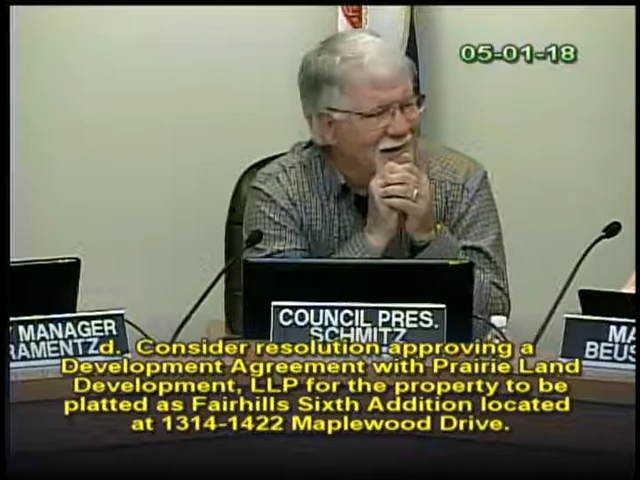 05-01-18
COUNCIL PRES.
SCHMITZ
MANAGER
MA
BEUS
d. Consider resolution approving a
Development Agreement with Prairie Land
Development, LLP for the property to be
platted as Fairhills Sixth Addition located
at 1314-1422 Maplewood Drive.